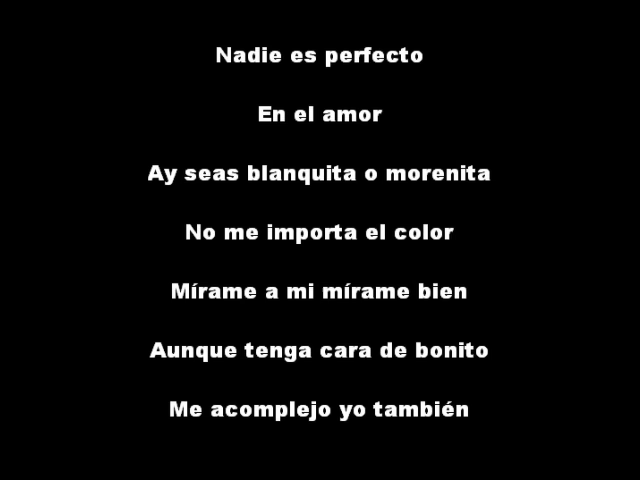 Nadie es perfecto
En el amor
Ay seas blanquita o morenita
No me importa el color
Mírame a mi mírame bien
Aunque tenga cara de bonito
Me acomplejo yo también